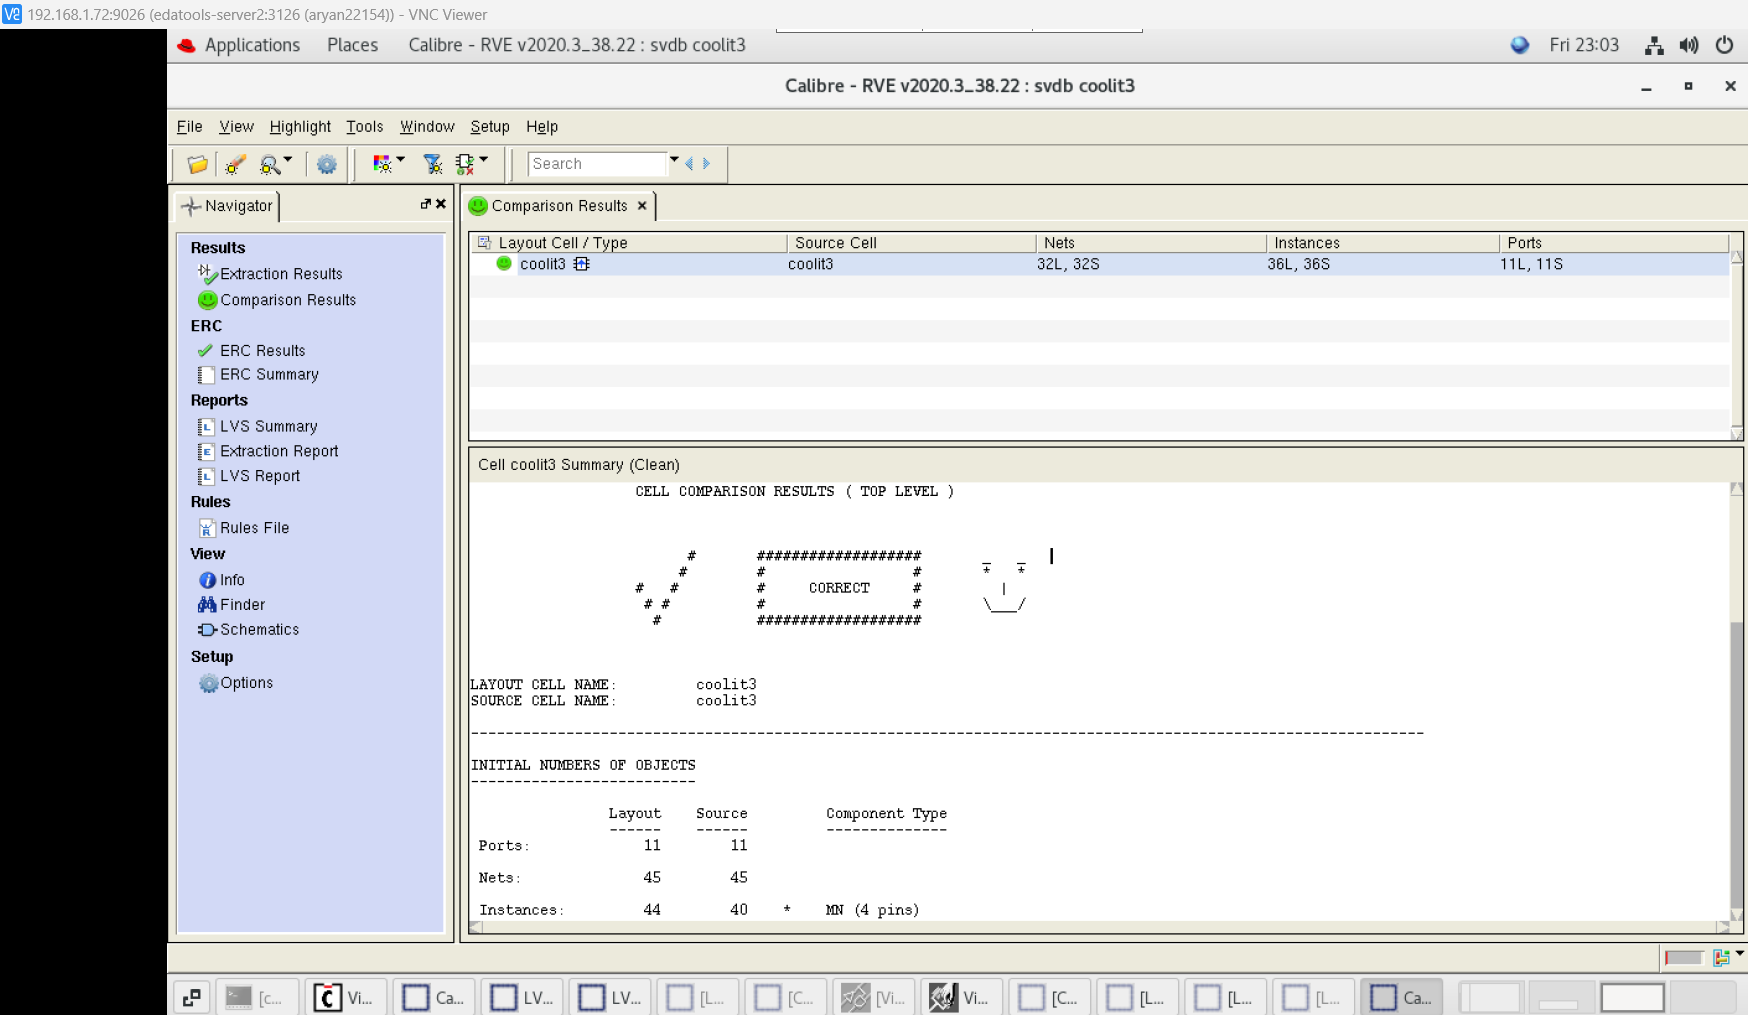 192.168.1.72:9026 (edatools-server2:3126 (aryan22154)) - VNC Viewer
Applications Places Calibre - RVE v2020.3_38.22 : svdb coolit3 Fri 23:03
Calibre - RVE v2020.3_38.22 : svdb coolit3
File View Highlight Tools Window Setup Help
Search
Navigator
Results
Extraction Results
Comparison Results
ERC
ERC Results
ERC Summary
Reports
LVS Summary
Extraction Report
LVS Report
Rules
Rules File
View
Info
Finder
Schematics
Setup
Options
Comparison Results
Layout Cell / Type Source Cell Nets Instances Ports
coolit3 coolit3 32L, 32S 36L, 36S 11L, 11S
Cell coolit3 Summary (Clean)
CELL COMPARISON RESULTS ( TOP LEVEL )
# ################### _ _
# # # * *
# # # CORRECT # |
# # # # \___/
# ###################
LAYOUT CELL NAME: coolit3
SOURCE CELL NAME: coolit3
INITIAL NUMBERS OF OBJECTS
Layout Source Component Type
Ports: 11 11
Nets: 45 45
Instances: 44 40 * MN (4 pins)
[c... Vi... Ca... LV... LV... [L... [C... [Vi... Vi... [C... [L... [L... [L... Ca...